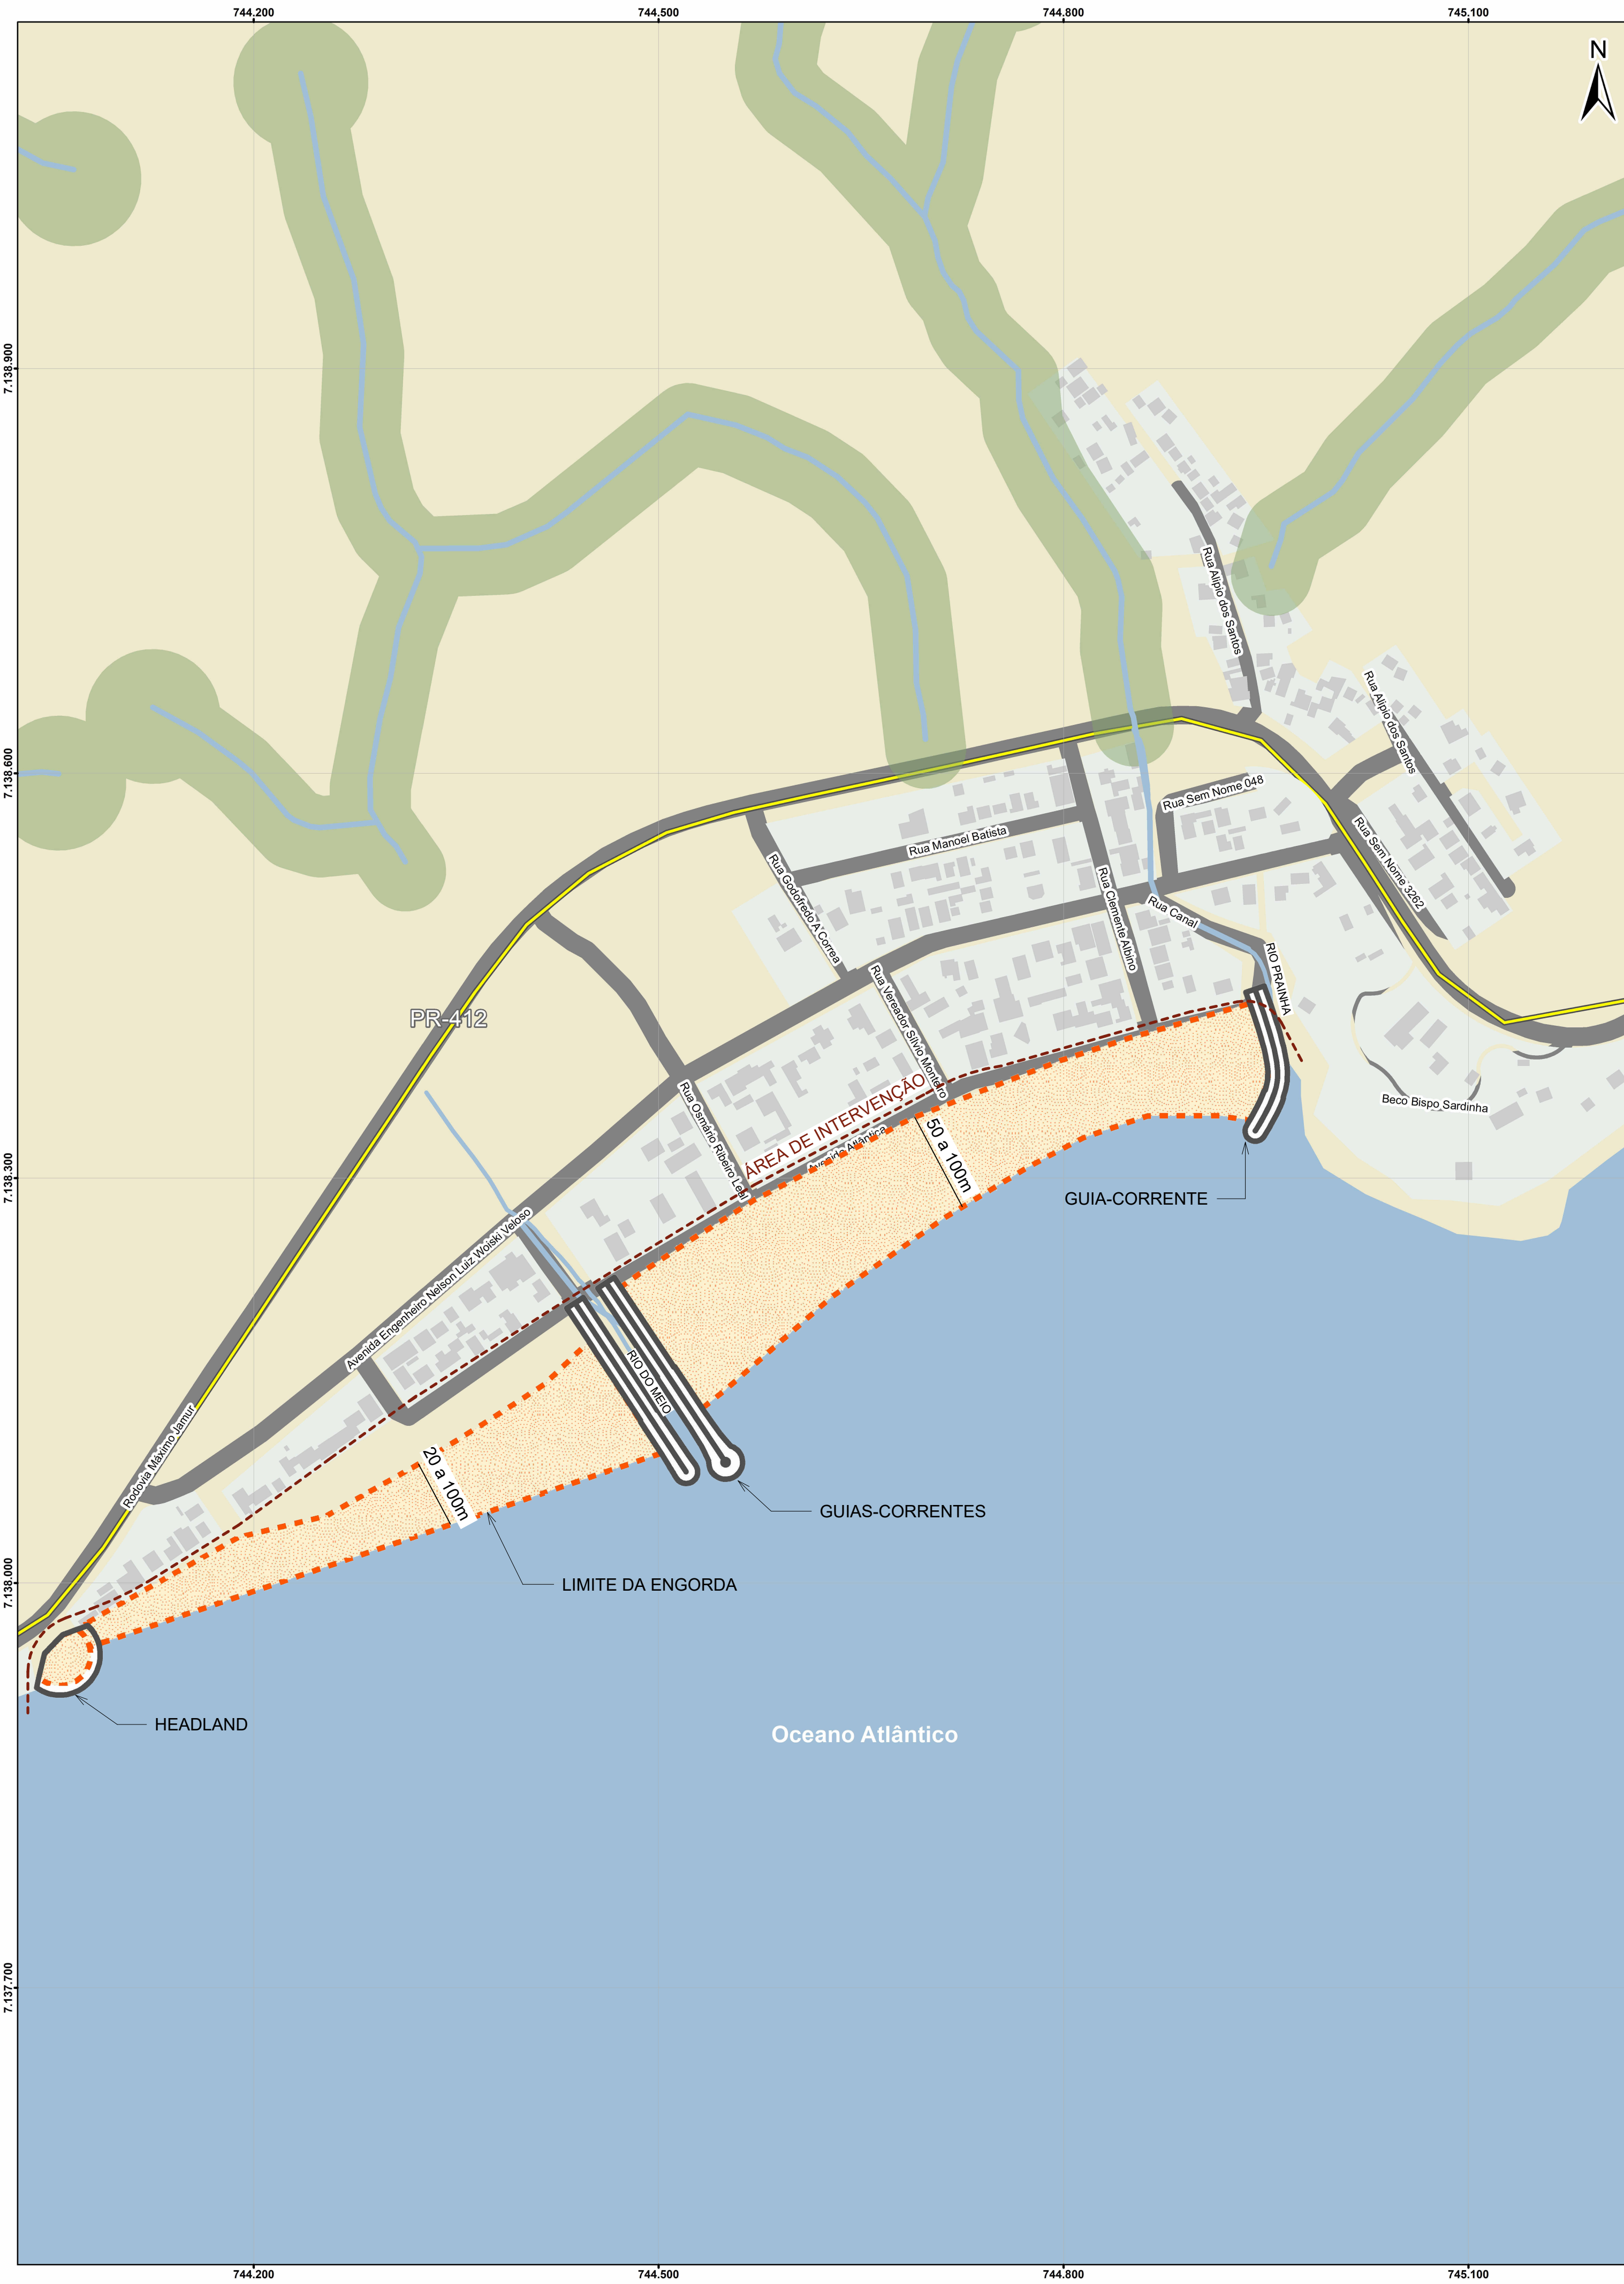 744.200
744.500
744.800
745.100
N
7.138.900
7.138.600
7.138.300
7.138.000
7.137.700
Rua Alipio dos Santos
Rua Alipio dos Santos
Rua Sem Nome 048
Rua Manoel Batista
Rua Sem Nome 3262
Rua Godofredo A Correa
Rua Clemente Albino
Rua Canal
RIO PRAINHA
Rua Vereador Sílvio Monteiro
PR-412
Beco Bispo Sardinha
ÁREA DE INTERVENÇÃO
Rua Osmário Ribeiro Leal
Avenida Atlântica
50 a 100m
GUIA-CORRENTE
Avenida Engenheiro Nelson Luiz Woiski Veloso
RIO DO MEIO
Rodovia Máximo Jamur
20 a 100m
GUIAS-CORRENTES
LIMITE DA ENGORDA
HEADLAND
Oceano Atlântico
744.200
744.500
744.800
745.100